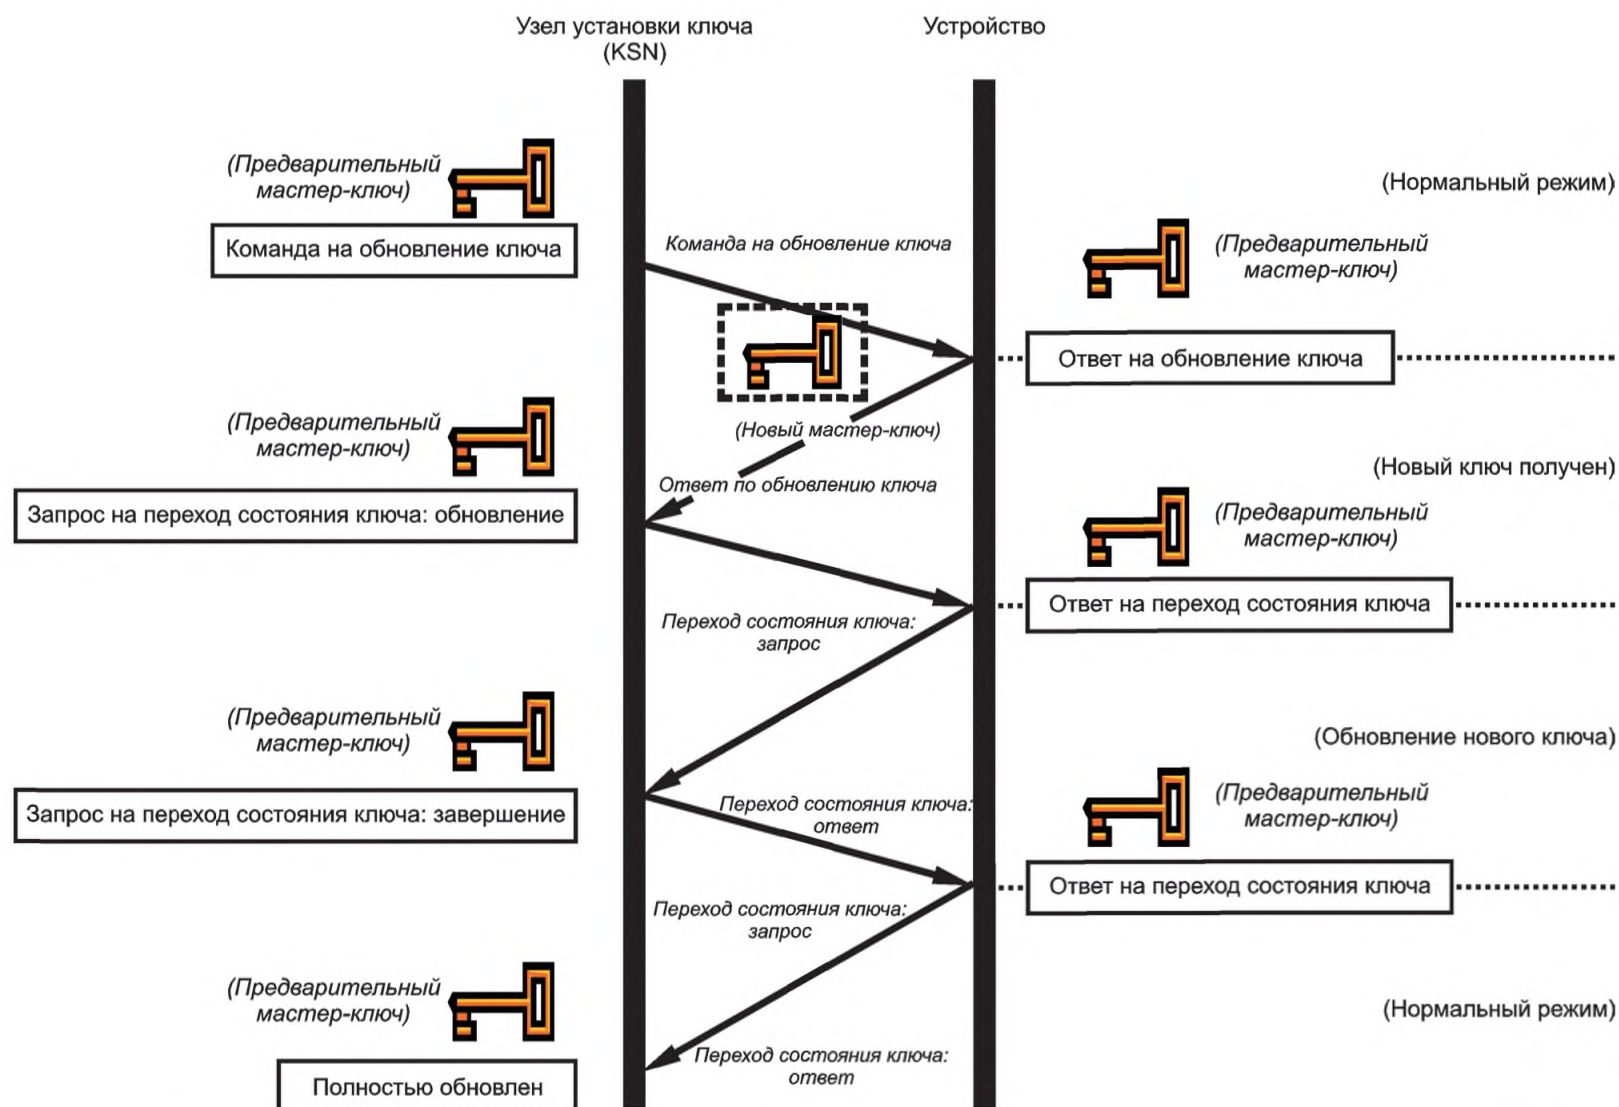 Узел установки ключа
(KSN)
Устройство
(Предварительный
мастер-ключ)
(Нормальный режим)
Команда на обновление ключа
Команда на обновление ключа
(Предварительный
мастер-ключ)
Ответ на обновление ключа
(Предварительный
мастер-ключ)
(Новый мастер-ключ)
(Новый ключ получен)
Ответ по обновлению ключа
Запрос на переход состояния ключа: обновление
(Предварительный
мастер-ключ)
Ответ на переход состояния ключа
Переход состояния ключа:
запрос
(Предварительный
мастер-ключ)
(Обновление нового ключа)
Запрос на переход состояния ключа: завершение
Переход состояния ключа:
ответ
(Предварительный
мастер-ключ)
Ответ на переход состояния ключа
Переход состояния ключа:
запрос
(Предварительный
мастер-ключ)
(Нормальный режим)
Переход состояния ключа:
ответ
Полностью обновлен